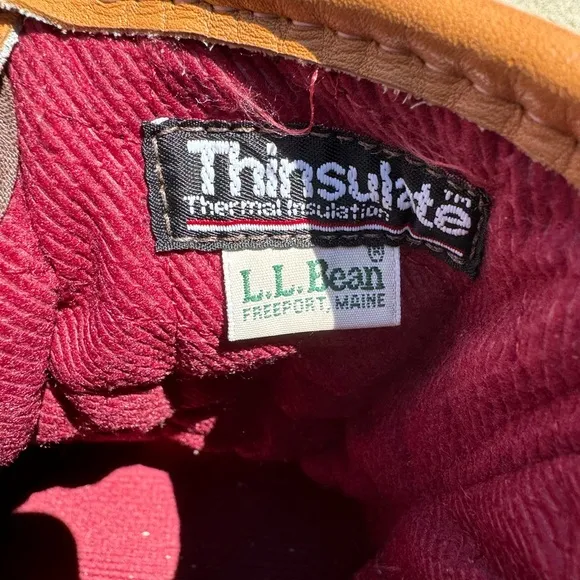 Thinsulate™
Thermal Insulation
L.L.Bean®
FREEPORT, MAINE